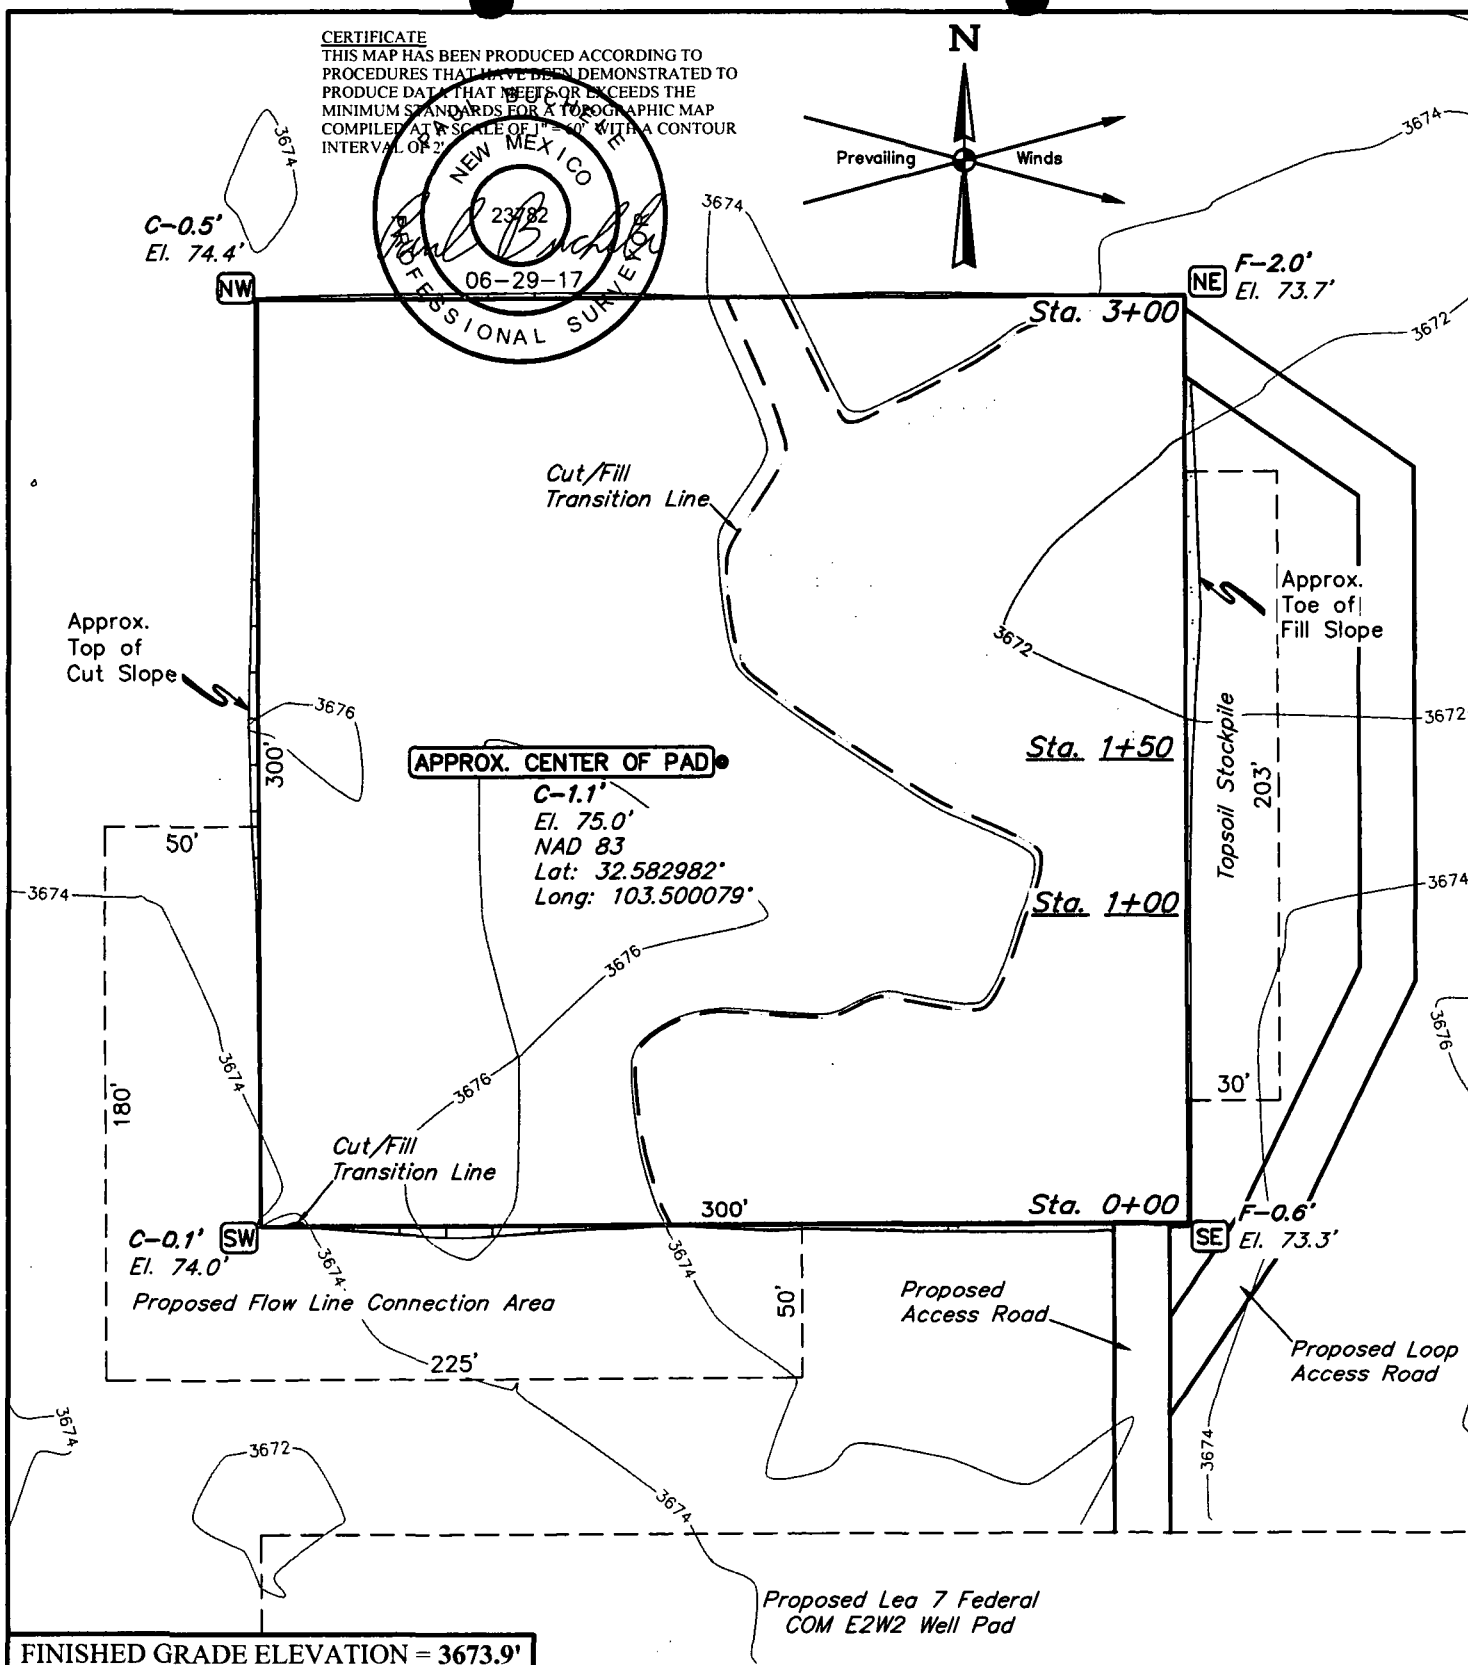 CERTIFICATE
THIS MAP HAS BEEN PRODUCED ACCORDING TO
PROCEDURES THAT HAVE BEEN DEMONSTRATED TO
PRODUCE DATA THAT MEETS OR EXCEEDS THE
MINIMUM STANDARDS FOR A TOPOGRAPHIC MAP
COMPILED AT A SCALE OF 1" = 60' WITH A CONTOUR
INTERVAL OF 2'.
PAUL BUCHELE
NEW MEXICO
23782
06-29-17
PROFESSIONAL SURVEYOR
Paul Buchele
N
Prevailing Winds
3674
3674
3674
C-0.5'
El. 74.4'
NW
NE
F-2.0'
El. 73.7'
Sta. 3+00
3672
Cut/Fill
Transition Line
Approx.
Toe of
Fill Slope
Approx.
Top of
Cut Slope
3672
3676
3672
300'
Topsoil Stockpile
203'
Sta. 1+50
APPROX. CENTER OF PAD
C-1.1'
El. 75.0'
NAD 83
Lat: 32.582982°
Long: 103.500079°
50'
3674
3674
Sta. 1+00
3676
3676
3674
3676
180'
30'
Cut/Fill
Transition Line
300'
Sta. 0+00
C-0.1'
El. 74.0'
SW
SE
F-0.6'
El. 73.3'
3674
3674
Proposed Flow Line Connection Area
50'
Proposed
Access Road
Proposed Loop
Access Road
225'
3674
3672
3674
3674
Proposed Lea 7 Federal
COM E2W2 Well Pad
FINISHED GRADE ELEVATION = 3673.9'